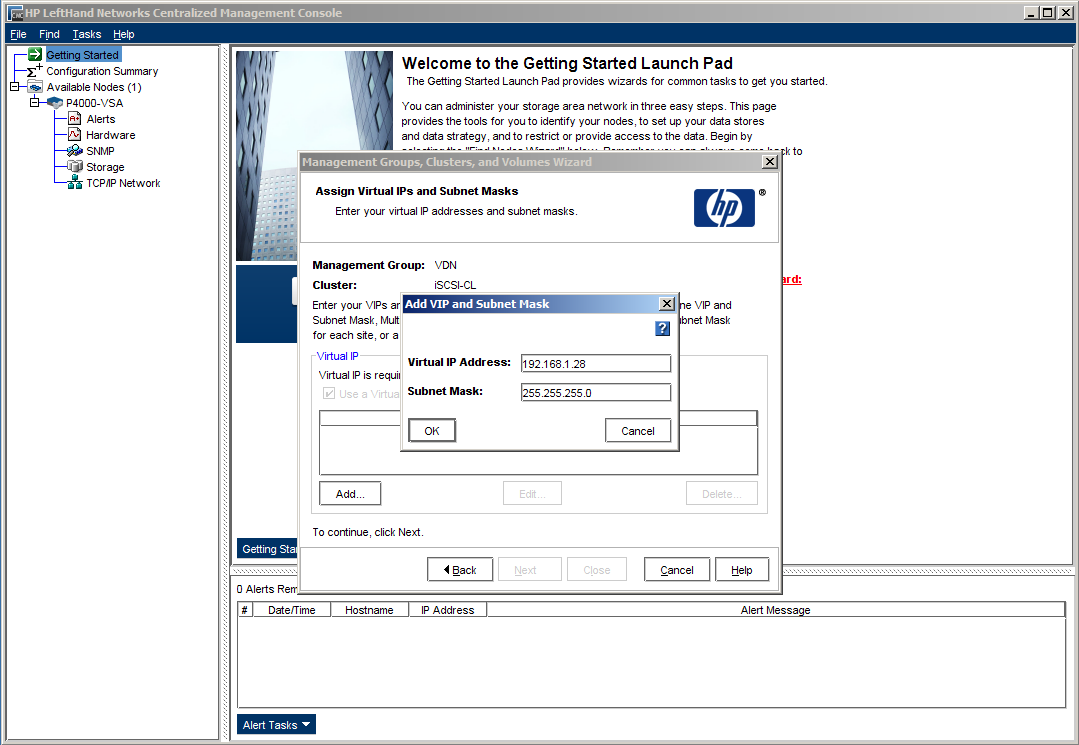 HP LeftHand Networks Centralized Management Console
File Find Tasks Help
Getting Started
Configuration Summary
Available Nodes (1)
P4000-VSA
Alerts
Hardware
SNMP
Storage
TCP/IP Network
Welcome to the Getting Started Launch Pad
The Getting Started Launch Pad provides wizards for common tasks to get you started.
You can administer your storage area network in three easy steps. This page
provides the tools for you to identify your nodes, to set up your data stores
and data strategy, and to restrict or provide access to the data. Begin by
back to
ard:
Management Groups, Clusters, and Volumes Wizard
Assign Virtual IPs and Subnet Masks
Enter your virtual IP addresses and subnet masks.
hp ®
Management Group: VDN
Cluster: iSCSI-CL
Enter your VIPs ne VIP and
Subnet Mask, Mult ubnet Mask
for each site, or a
Virtual IP
Virtual IP is requi
Use a Virtua
Add VIP and Subnet Mask
?
Virtual IP Address: 192.168.1.28
Subnet Mask: 255.255.255.0
OK Cancel
Add... Edit... Delete...
To continue, click Next.
Back Next Close Cancel Help
Getting Star
0 Alerts Rem
# Date/Time Hostname IP Address Alert Message
Alert Tasks